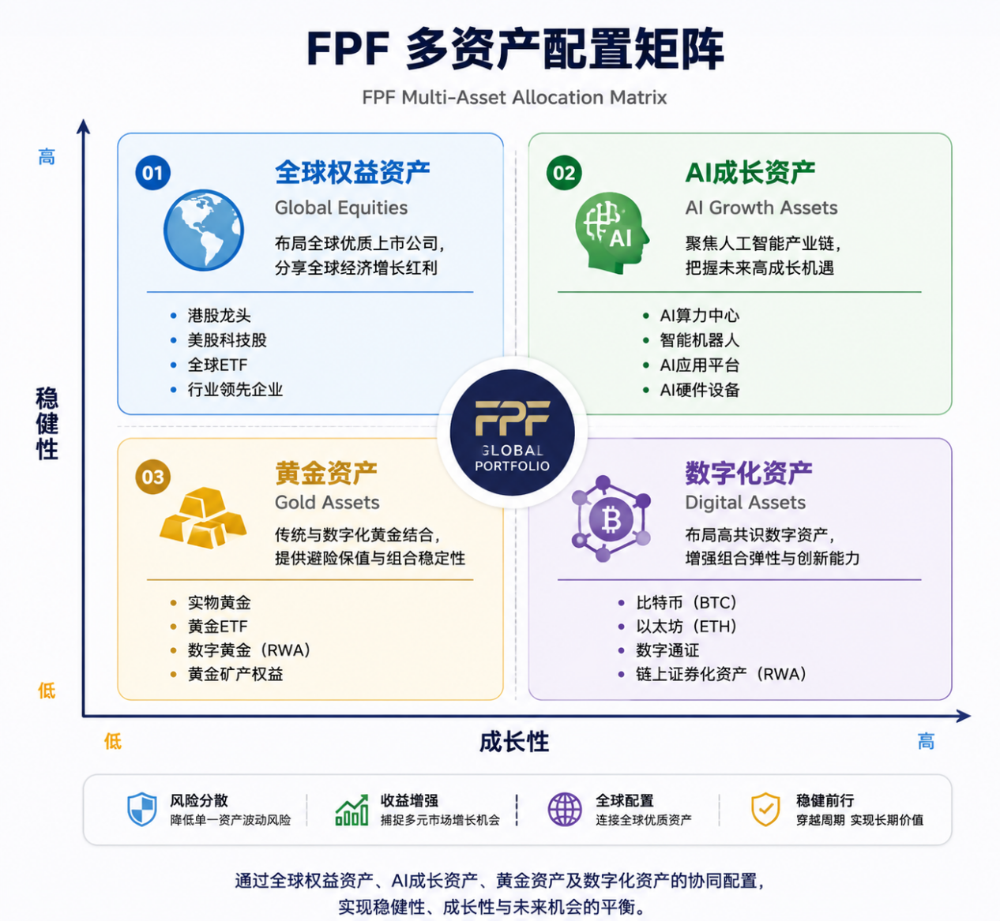 FPF 多资产配置矩阵
FPF Multi-Asset Allocation Matrix
高
稳健性
低
01
全球权益资产
Global Equities
布局全球优质上市公司，
分享全球经济增长红利
港股龙头
美股科技股
全球ETF
行业领先企业
02
AI成长资产
AI Growth Assets
AI
聚焦人工智能产业链，
把握未来高成长机遇
AI算力中心
智能机器人
AI应用平台
AI硬件设备
FPF
GLOBAL
PORTFOLIO
03
黄金资产
Gold Assets
传统与数字化黄金结合，
提供避险保值与组合稳定性
实物黄金
黄金ETF
数字黄金（RWA）
黄金矿产权益
数字化资产
Digital Assets
布局高共识数字资产，
增强组合弹性与创新能力
比特币（BTC）
以太坊（ETH）
数字通证
链上证券化资产（RWA）
低
成长性
高
风险分散
降低单一资产波动风险
收益增强
捕捉多元市场增长机会
全球配置
连接全球优质资产
稳健前行
穿越周期 实现长期价值
通过全球权益资产、AI成长资产、黄金资产及数字化资产的协同配置，
实现稳健性、成长性与未来机会的平衡。